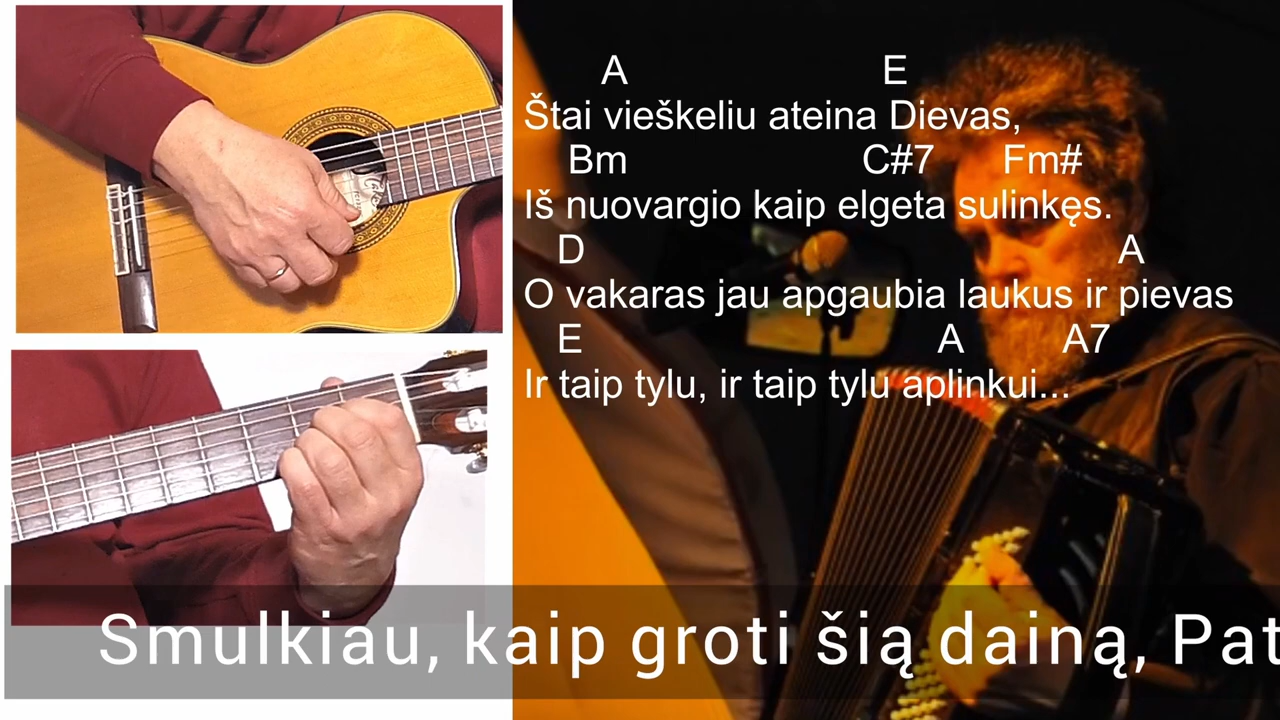 A E
Štai vieškeliu ateina Dievas,
Bm C#7 Fm#
Iš nuovargio kaip elgeta sulinkęs.
D A
O vakaras jau apgaubia laukus ir pievas
E A A7
Ir taip tylu, ir taip tylu aplinkui...
Smulkiau, kaip groti šią dainą, Pat